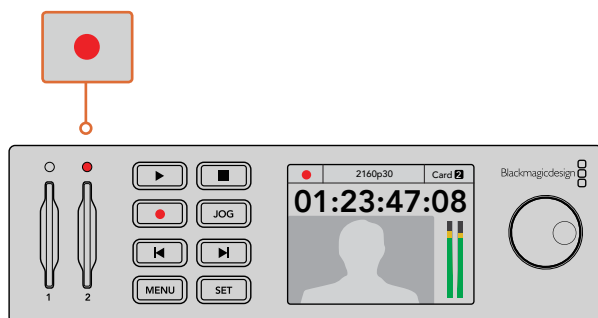 2160p30
Card 2
01:23:47:08
Blackmagicdesign
JOG
MENU
SET
1
2